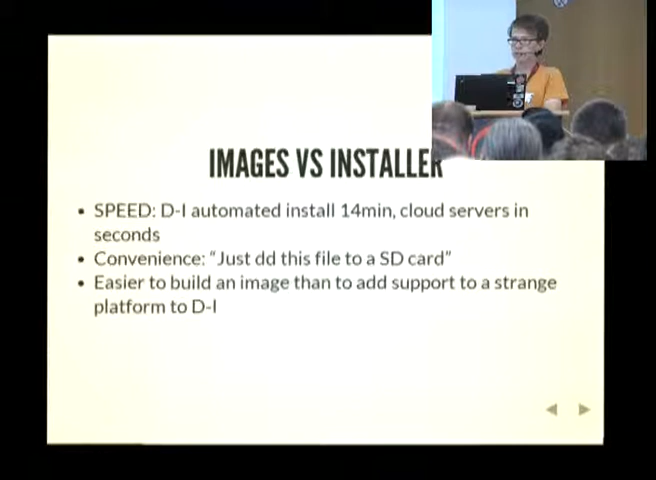 IMAGES VS INSTALLER
• SPEED: D-I automated install 14min, cloud servers in
seconds
• Convenience: “Just dd this file to a SD card”
• Easier to build an image than to add support to a strange
platform to D-I